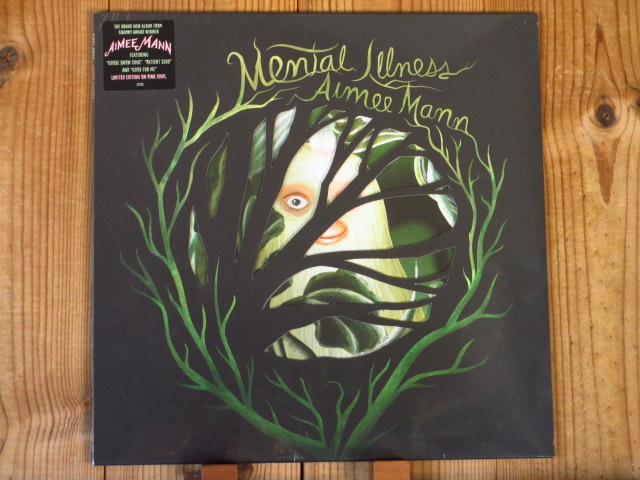 THE BRAND NEW ALBUM FROM
GRAMMY AWARD WINNER
AIMEE MANN
FEATURING
"GOOSE SNOW CONE" "PATIENT ZERO"
AND "GOOD FOR ME"
LIMITED EDITION ON PINK VINYL
Mental Illness
Aimee Mann